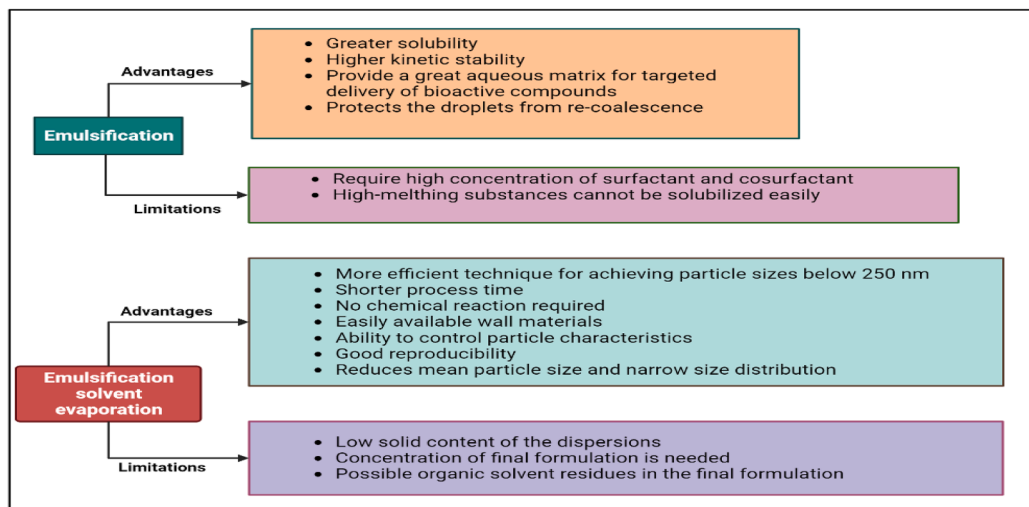 Advantages
• Greater solubility
• Higher kinetic stability
• Provide a great aqueous matrix for targeted
delivery of bioactive compounds
• Protects the droplets from re-coalescence
Emulsification
Limitations
• Require high concentration of surfactant and cosurfactant
• High-melthing substances cannot be solubilized easily
Advantages
• More efficient technique for achieving particle sizes below 250 nm
• Shorter process time
• No chemical reaction required
• Easily available wall materials
• Ability to control particle characteristics
• Good reproducibility
• Reduces mean particle size and narrow size distribution
Emulsification
solvent
evaporation
Limitations
• Low solid content of the dispersions
• Concentration of final formulation is needed
• Possible organic solvent residues in the final formulation